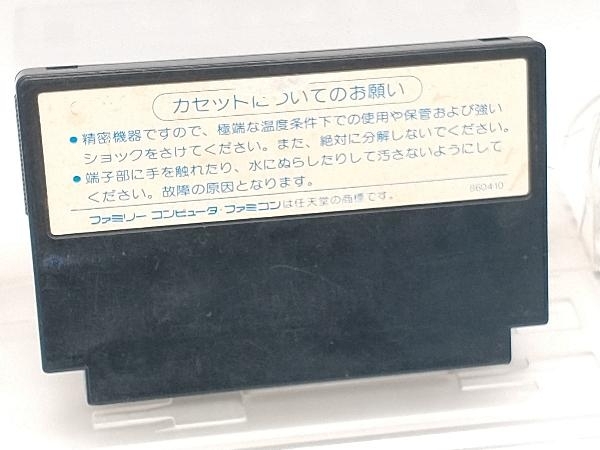 カセットについてのお願い
●精密機器ですので、極端な温度条件下での使用や保管および強い
ショックをさけてください。また、絶対に分解しないでください。
●端子部に手を触れたり、水にぬらしたりして汚さないようにして
ください。故障の原因となります。
860410
ファミリー コンピュータ・ファミコンは任天堂の商標です。